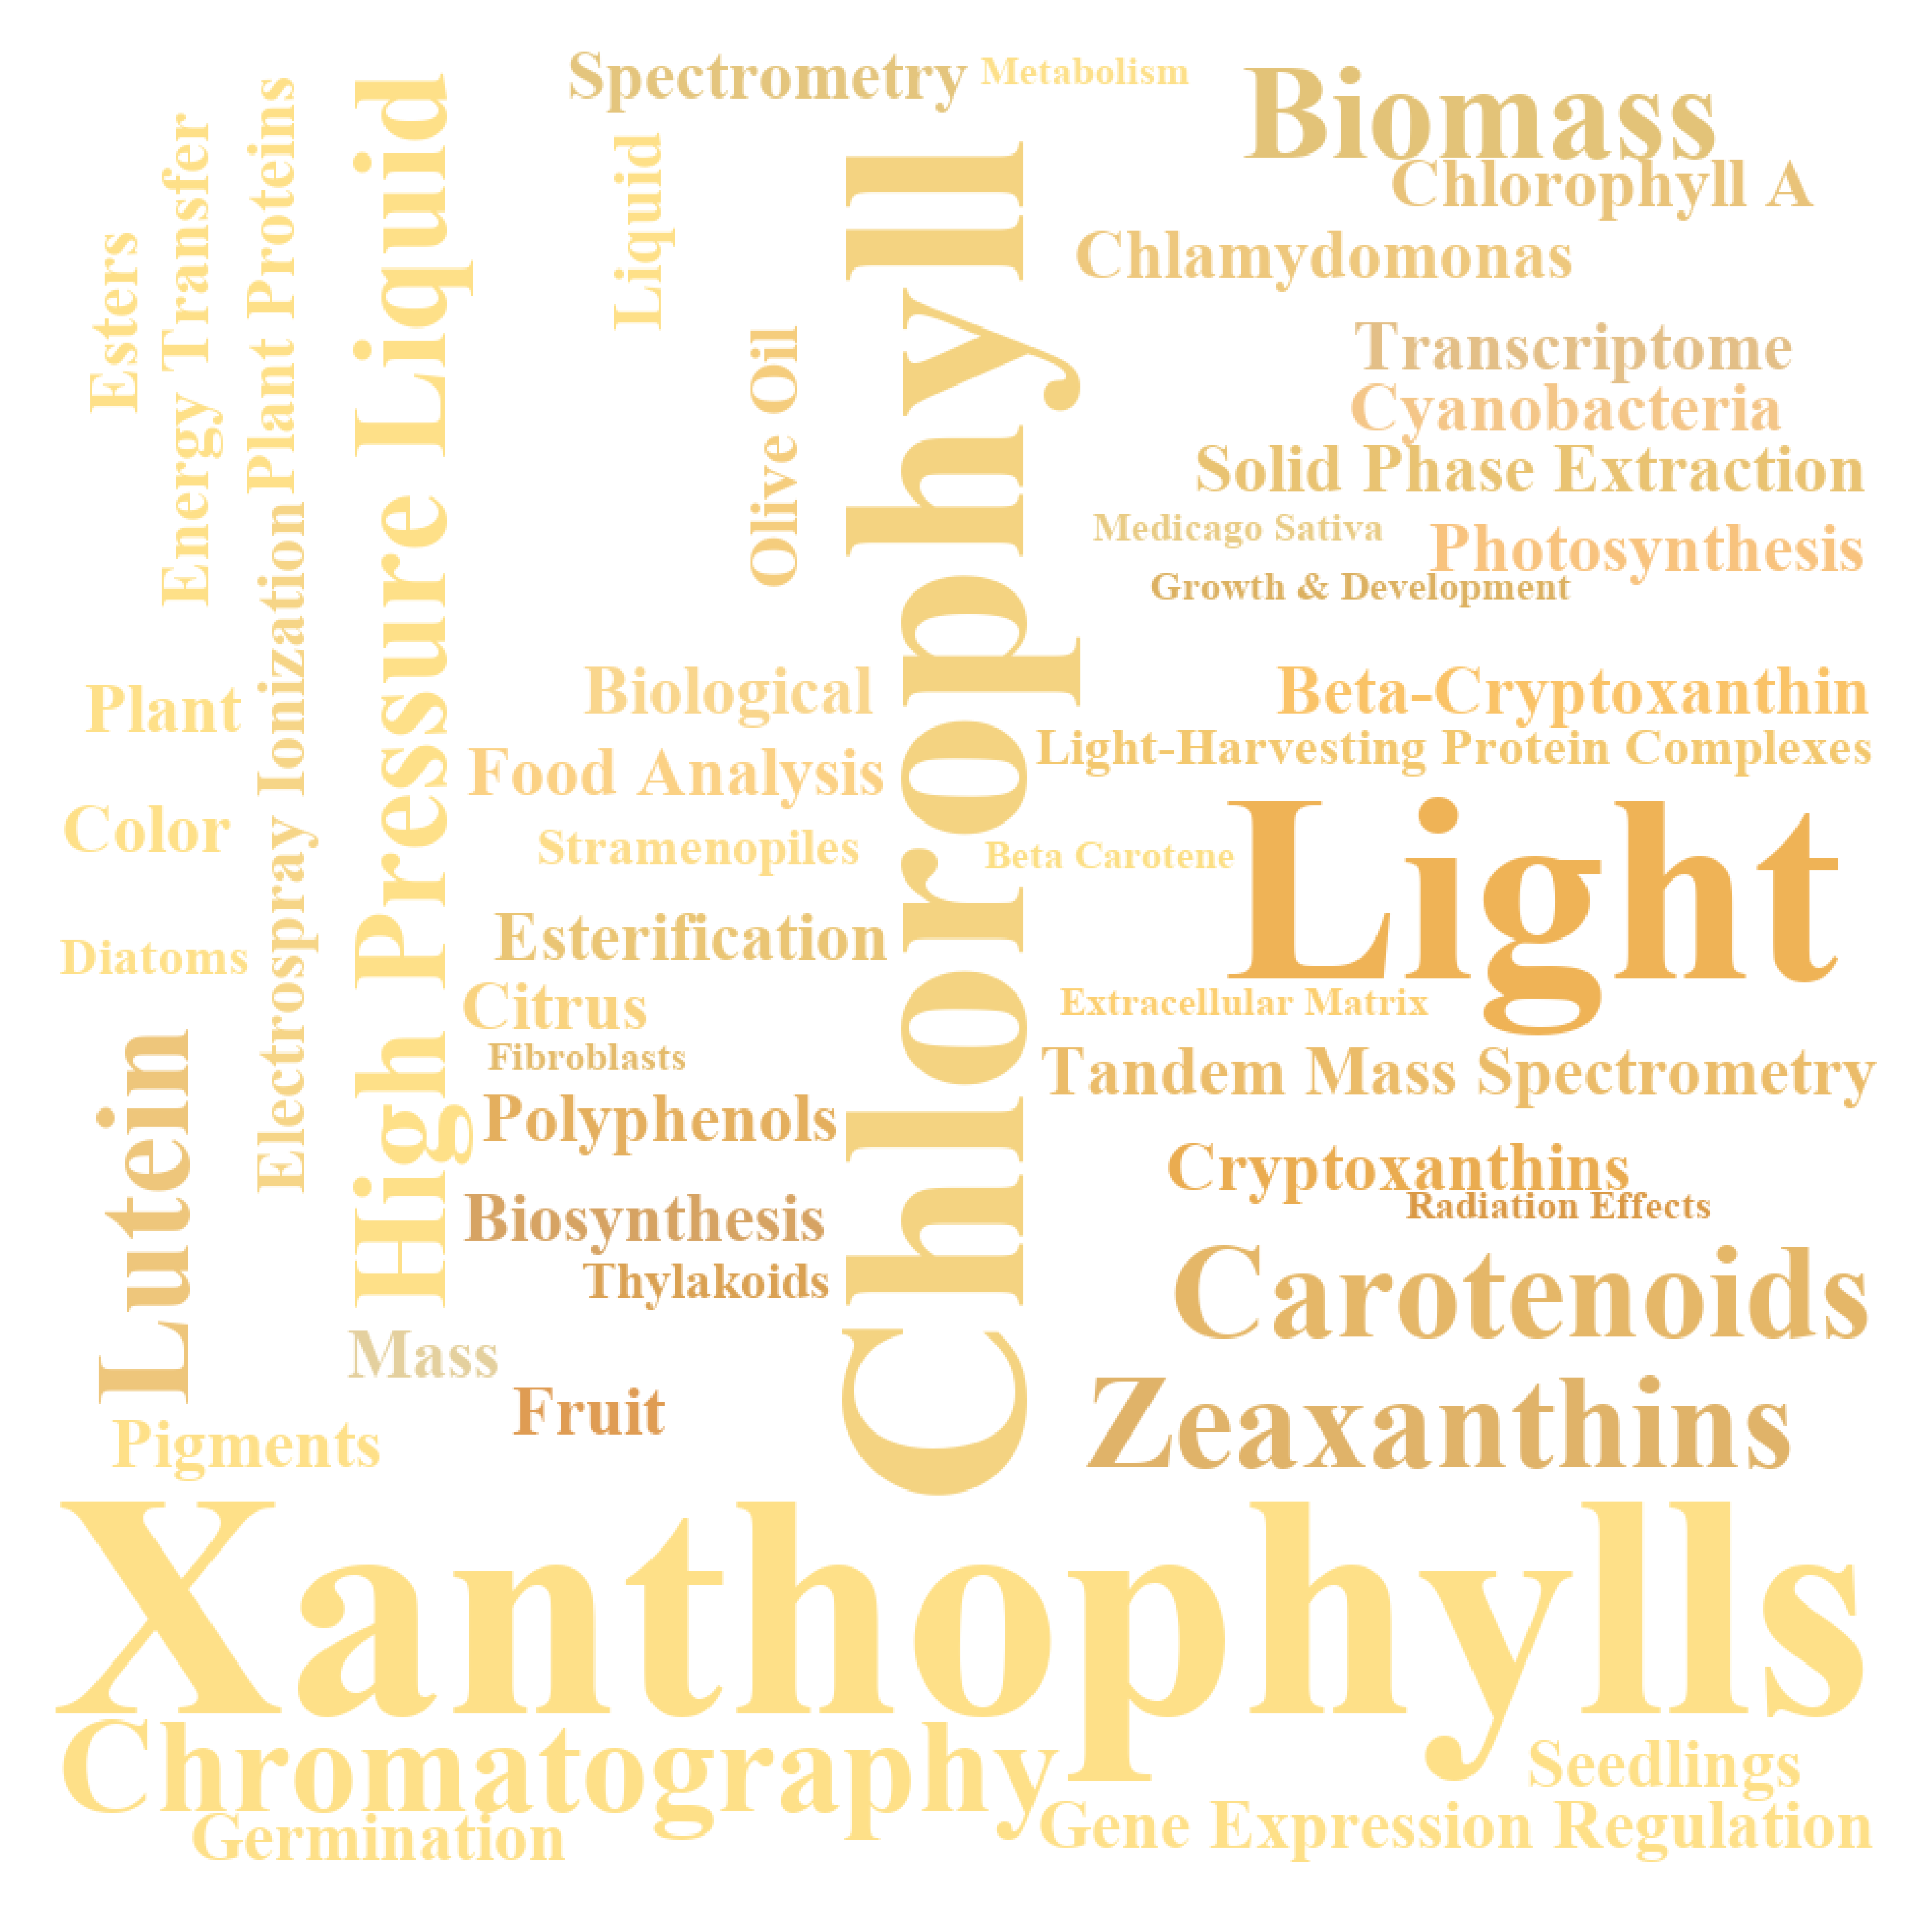 Spectrometry
Metabolism
Biomass
Chlorophyll A
Chlamydomonas
Esters
Energy Transfer
Plant Proteins
High Pressure Liquid
Liquid
Olive Oil
Chlorophyll
Transcriptome
Cyanobacteria
Solid Phase Extraction
Medicago Sativa
Photosynthesis
Growth & Development
Electrospray Ionization
Plant
Biological
Beta-Cryptoxanthin
Light-Harvesting Protein Complexes
Food Analysis
Color
Stramenopiles
Beta Carotene
Light
Diatoms
Esterification
Citrus
Extracellular Matrix
Fibroblasts
Tandem Mass Spectrometry
Lutein
Polyphenols
Cryptoxanthins
Radiation Effects
Biosynthesis
Thylakoids
Carotenoids
Mass
Fruit
Zeaxanthins
Pigments
Xanthophylls
Chromatography
Seedlings
Gene Expression Regulation
Germination